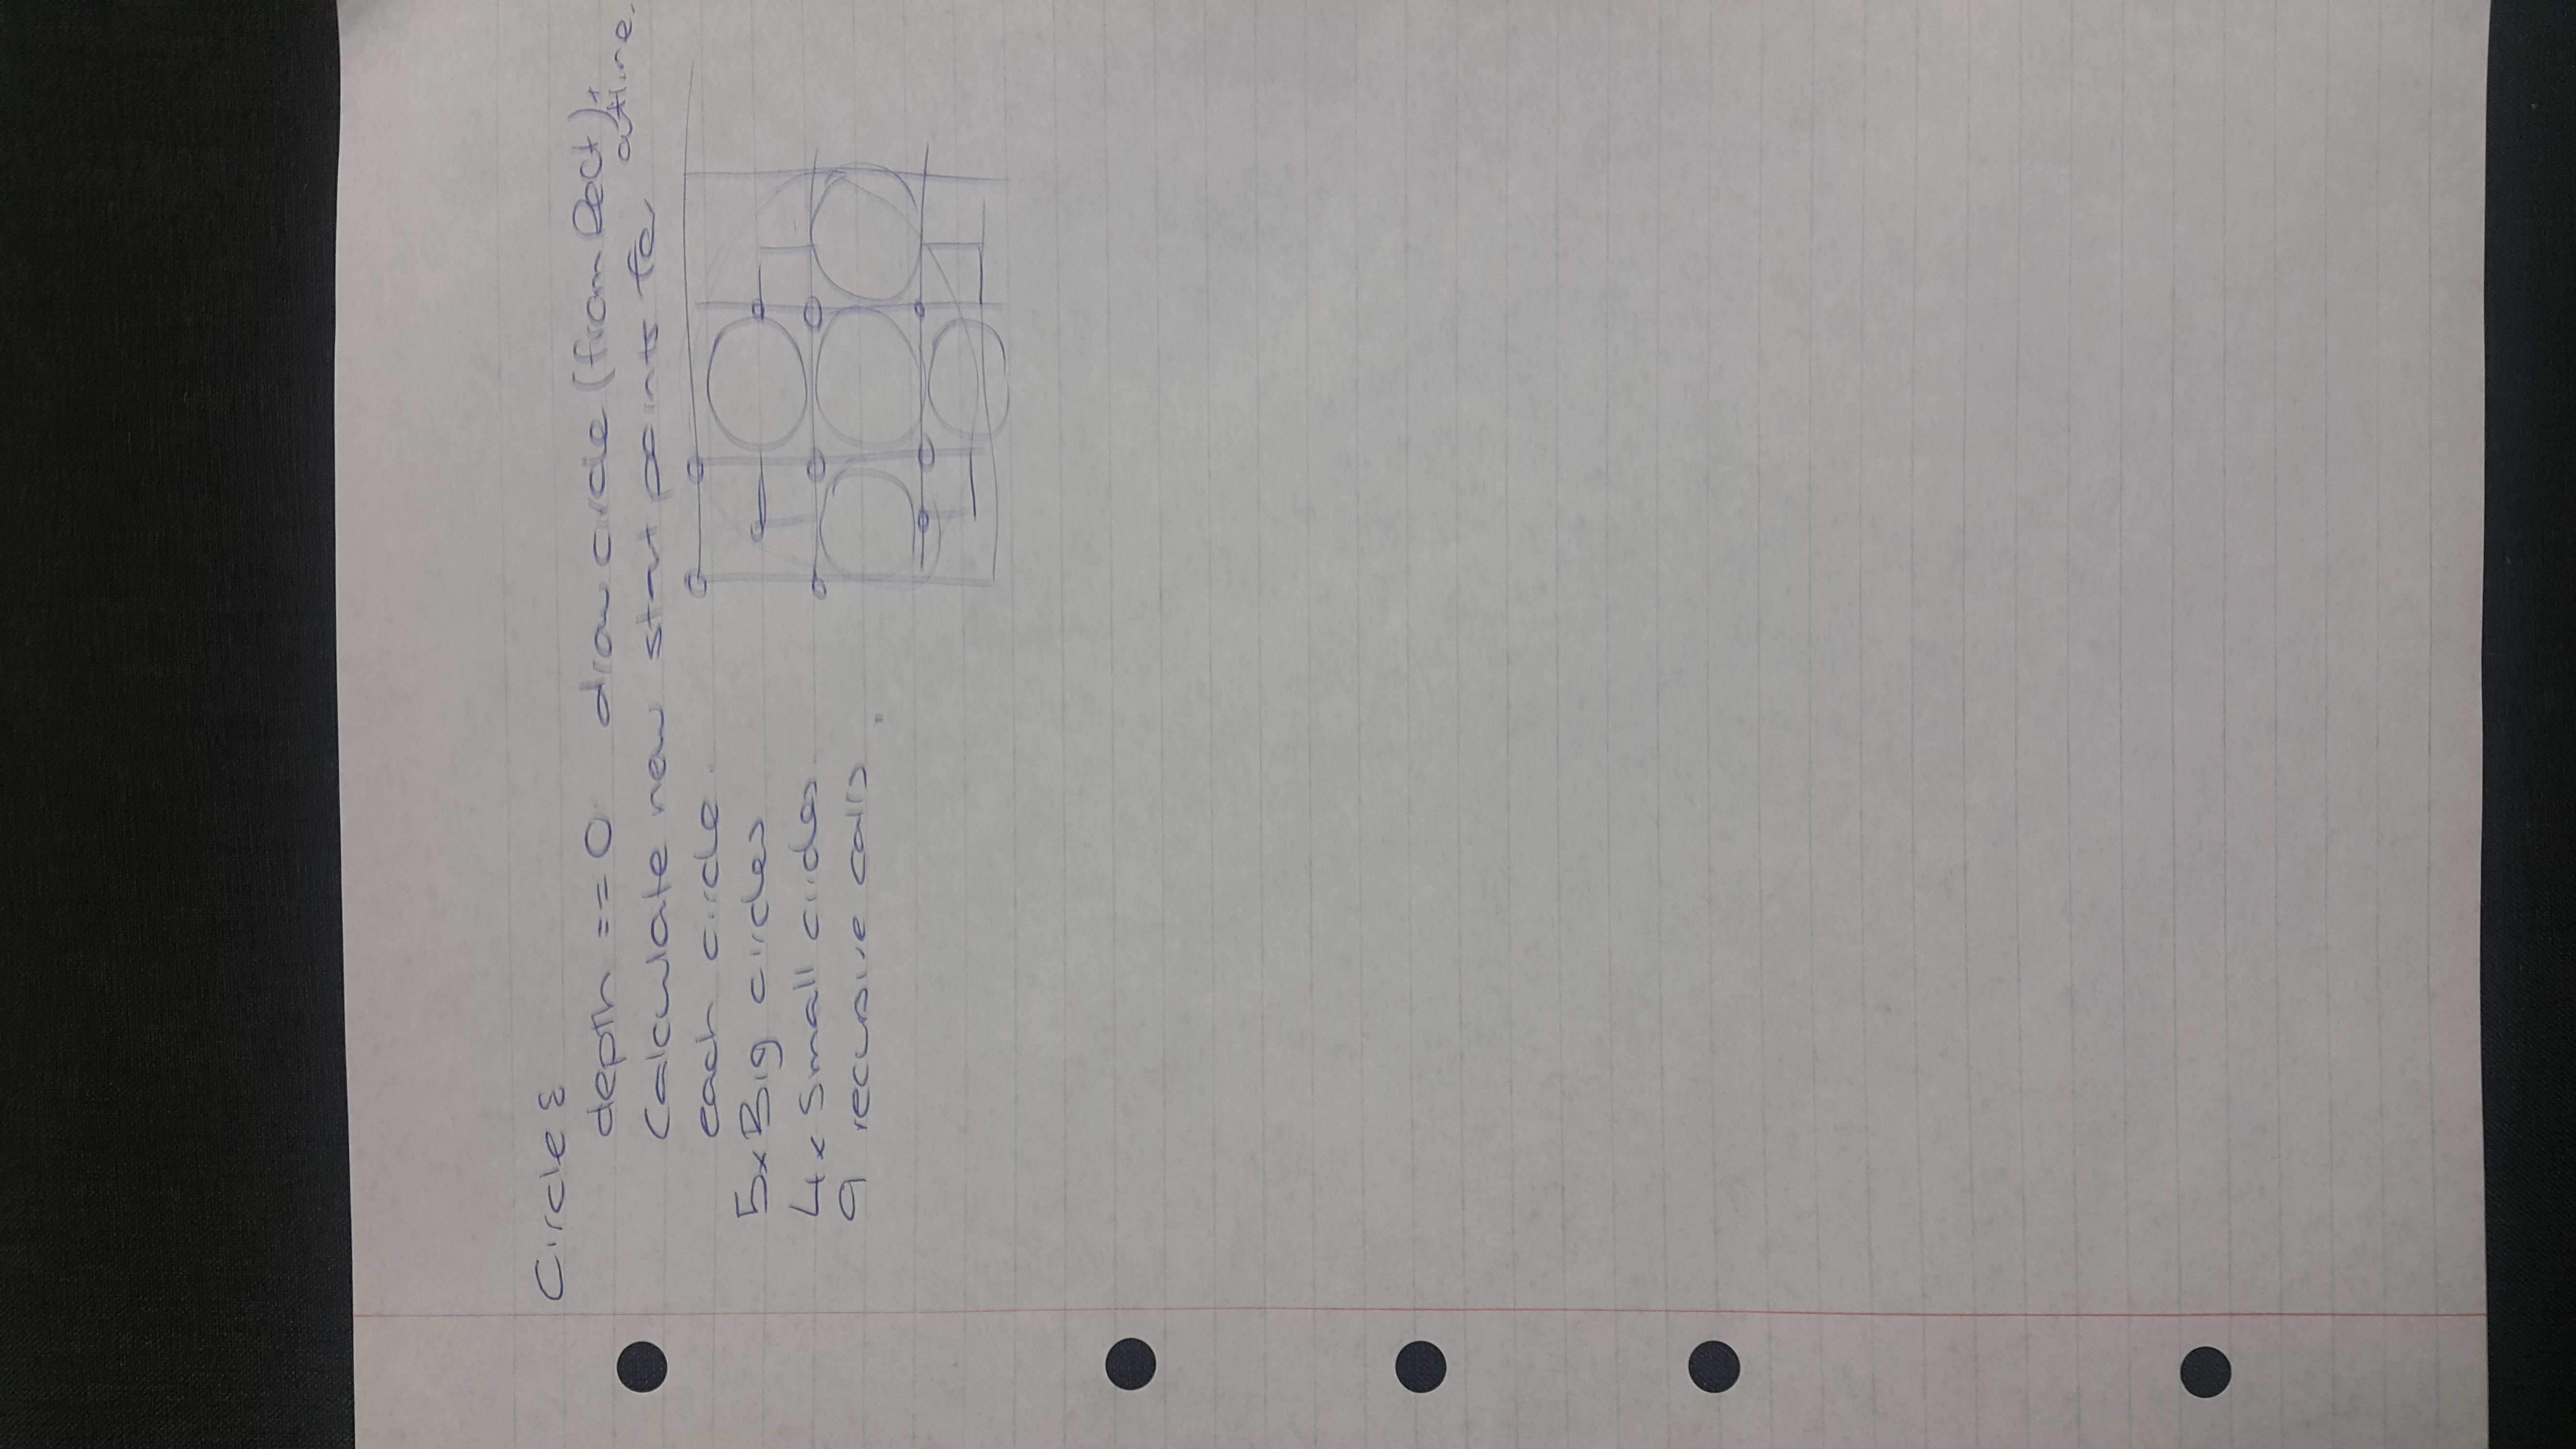 Circle {
depth == 0 draw circle (from Rect) + outline.
Calculate new start points for
each circle.
5x Big circles
4x Small circles
9 recursive calls.